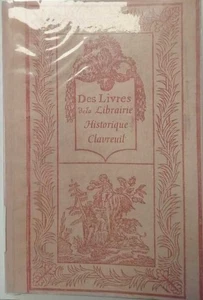 Des Livres
De la Librairie
Historique
Clavreuil